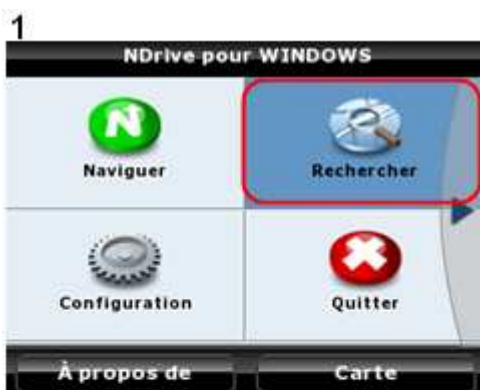 1
NDrive pour WINDOWS
Naviguer
Rechercher
Configuration
Quitter
À propos de
Carte